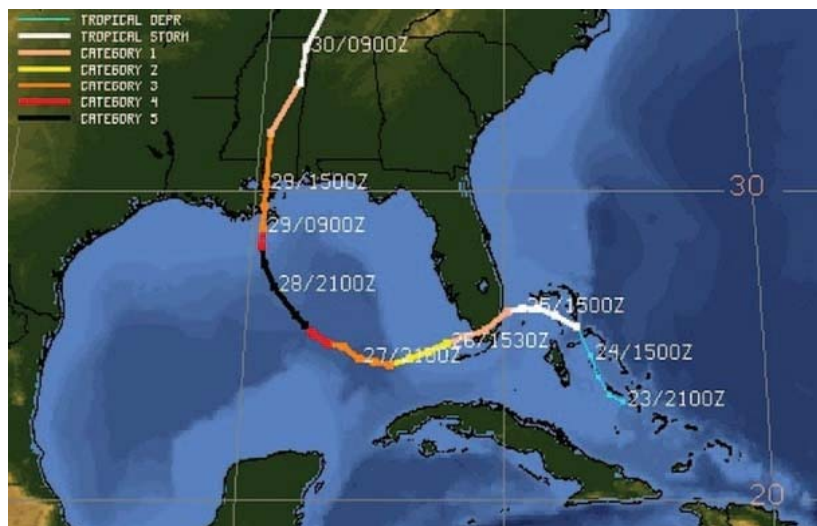 TROPICAL DEPR
TROPICAL STORM
CATEGORY 1
CATEGORY 2
CATEGORY 3
CATEGORY 4
CATEGORY 5
30/0900Z
29/1500Z
30
29/0900Z
28/2100Z
25/1500Z
26/1530Z
27/2100Z
24/1500Z
23/2100Z
20